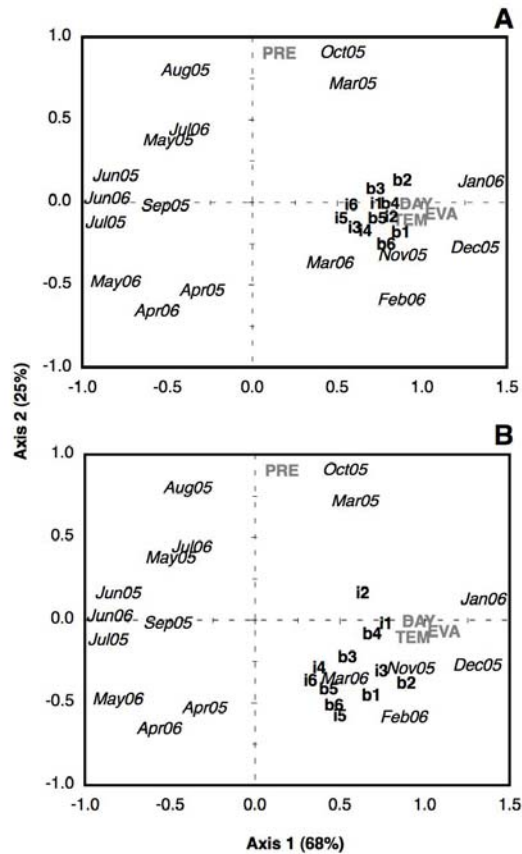 A
1.0
PRE Oct05
Aug05 Mar05
0.5
Jul06
May05
Jun05 b3 b2 Jan06
0.0 Jun06 Sep05 i6 i1 b4 DAY
Jul05 i5 b5 i2 TEM EVA
i3 i4 b1
b6 Nov05 Dec05
Mar06
-0.5 May06 Apr05 Feb06
Apr06
-1.0
-1.0 -0.5 0.0 0.5 1.0 1.5
Axis 2 (25%)
B
1.0
PRE Oct05
Aug05 Mar05
0.5
Jul06
May05
Jun05 i2 Jan06
0.0 Jun06 Sep05 i1 DAY
Jul05 b4 TEM EVA
b3
i4 i3 Nov05 Dec05
i6 Mar06 b2
-0.5 May06 b5 b1
Apr05 b6 Feb06
Apr06 i5
-1.0
-1.0 -0.5 0.0 0.5 1.0 1.5
Axis 1 (68%)